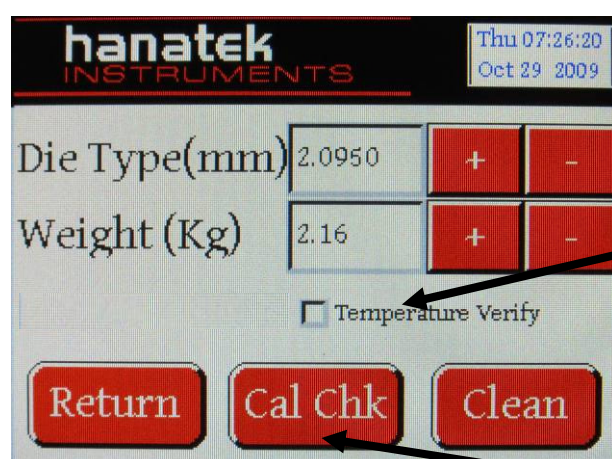 hanatek
INSTRUMENTS
Thu 07:26:20
Oct 29 2009
Die Type(mm) 2.0950 + -
Weight (Kg) 2.16 + -
Temperature Verify
Return Cal Chk Clean